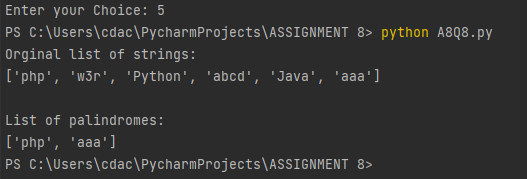 Enter your Choice: 5
PS C:\Users\cdac\PycharmProjects\ASSIGNMENT 8> python A8Q8.py
Orginal list of strings:
['php', 'w3r', 'Python', 'abcd', 'Java', 'aaa']

List of palindromes:
['php', 'aaa']
PS C:\Users\cdac\PycharmProjects\ASSIGNMENT 8>